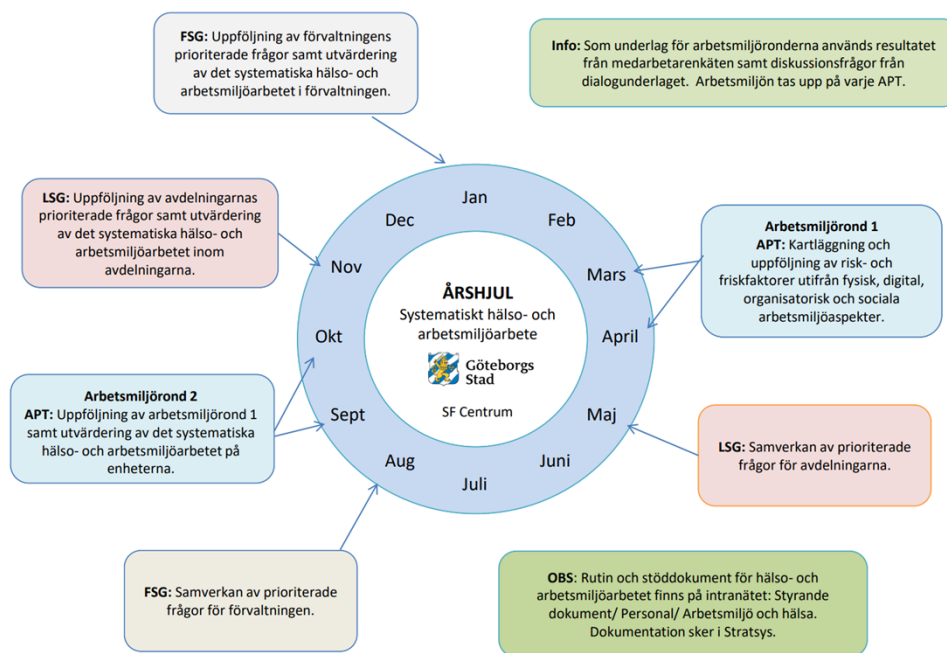 FSG: Uppföljning av förvaltningens
prioriterade frågor samt utvärdering
av det systematiska hälso- och
arbetsmiljöarbetet i förvaltningen.
Info: Som underlag för arbetsmiljöronderna används resultatet
från medarbetarenkäten samt diskussionsfrågor från
dialogunderlaget. Arbetsmiljön tas upp på varje APT.
LSG: Uppföljning av avdelningarnas
prioriterade frågor samt utvärdering
av det systematiska hälso- och
arbetsmiljöarbetet inom
avdelningarna.
Jan
Feb
Mars
April
Maj
Juni
Juli
Aug
Sept
Okt
Nov
Dec
ÅRSHJUL
Systematiskt hälso- och
arbetsmiljöarbete
Göteborgs
Stad
SF Centrum
Arbetsmiljörond 1
APT: Kartläggning och
uppföljning av risk- och
friskfaktorer utifrån fysisk, digital,
organisatorisk och sociala
arbetsmiljöaspekter.
Arbetsmiljörond 2
APT: Uppföljning av arbetsmiljörond 1
samt utvärdering av det systematiska
hälso- och arbetsmiljöarbetet på
enheterna.
LSG: Samverkan av prioriterade
frågor för avdelningarna.
FSG: Samverkan av prioriterade
frågor för förvaltningen.
OBS: Rutin och stöddokument för hälso- och
arbetsmiljöarbetet finns på intranätet: Styrande
dokument/ Personal/ Arbetsmiljö och hälsa.
Dokumentation sker i Stratsys.